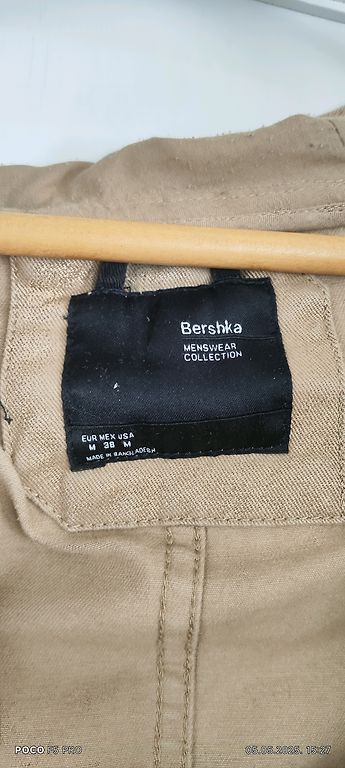 Bershka
MENSWEAR
COLLECTION
EUR MEX USA
M 38 M
MADE IN BANGLADESH
POCO F5 PRO
05.05.2025. 15:27